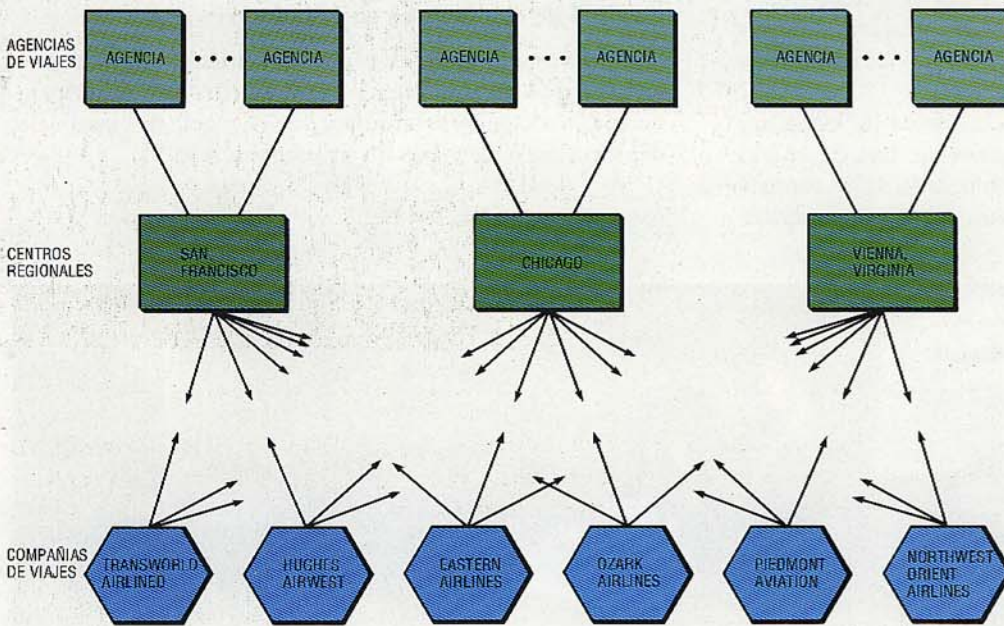 AGENCIAS
DE VIAJES
AGENCIA
AGENCIA
AGENCIA
AGENCIA
AGENCIA
AGENCIA
CENTROS
REGIONALES
SAN
FRANCISCO
CHICAGO
VIENNA,
VIRGINIA
COMPAÑIAS
DE VIAJES
TRANSWORLD
AIRLINED
HUGHES
AIRWEST
EASTERN
AIRLINES
OZARK
AIRLINES
PIEDMONT
AVIATION
NORTHWEST
ORIENT
AIRLINES